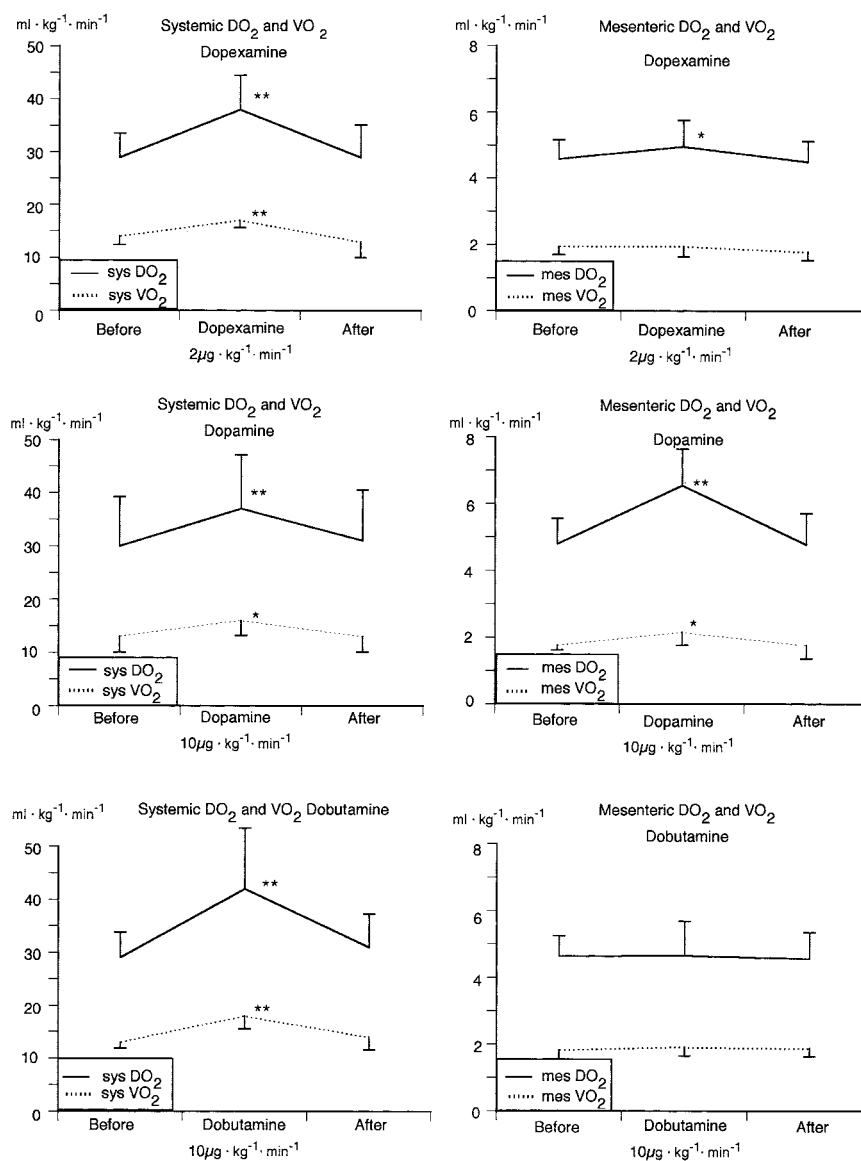 ml · kg⁻¹· min⁻¹
Systemic DO₂ and VO₂
Dopexamine
50
40
30
20
10
0
**
**
sys DO₂
sys VO₂
Before
Dopexamine
After
2µg · kg⁻¹· min⁻¹
ml · kg⁻¹· min⁻¹
Mesenteric DO₂ and VO₂
Dopexamine
8
6
4
2
0
*
mes DO₂
mes VO₂
Before
Dopexamine
After
2µg · kg⁻¹· min⁻¹
ml · kg⁻¹· min⁻¹
Systemic DO₂ and VO₂
Dopamine
50
40
30
20
10
0
**
*
sys DO₂
sys VO₂
Before
Dopamine
After
10µg · kg⁻¹· min⁻¹
ml · kg⁻¹· min⁻¹
Mesenteric DO₂ and VO₂
Dopamine
8
6
4
2
0
**
*
mes DO₂
mes VO₂
Before
Dopamine
After
10µg · kg⁻¹· min⁻¹
ml · kg⁻¹· min⁻¹
Systemic DO₂ and VO₂ Dobutamine
50
40
30
20
10
0
**
**
sys DO₂
sys VO₂
Before
Dobutamine
After
10µg · kg⁻¹· min⁻¹
ml · kg⁻¹· min⁻¹
Mesenteric DO₂ and VO₂
Dobutamine
8
6
4
2
0
mes DO₂
mes VO₂
Before
Dobutamine
After
10µg · kg⁻¹· min⁻¹